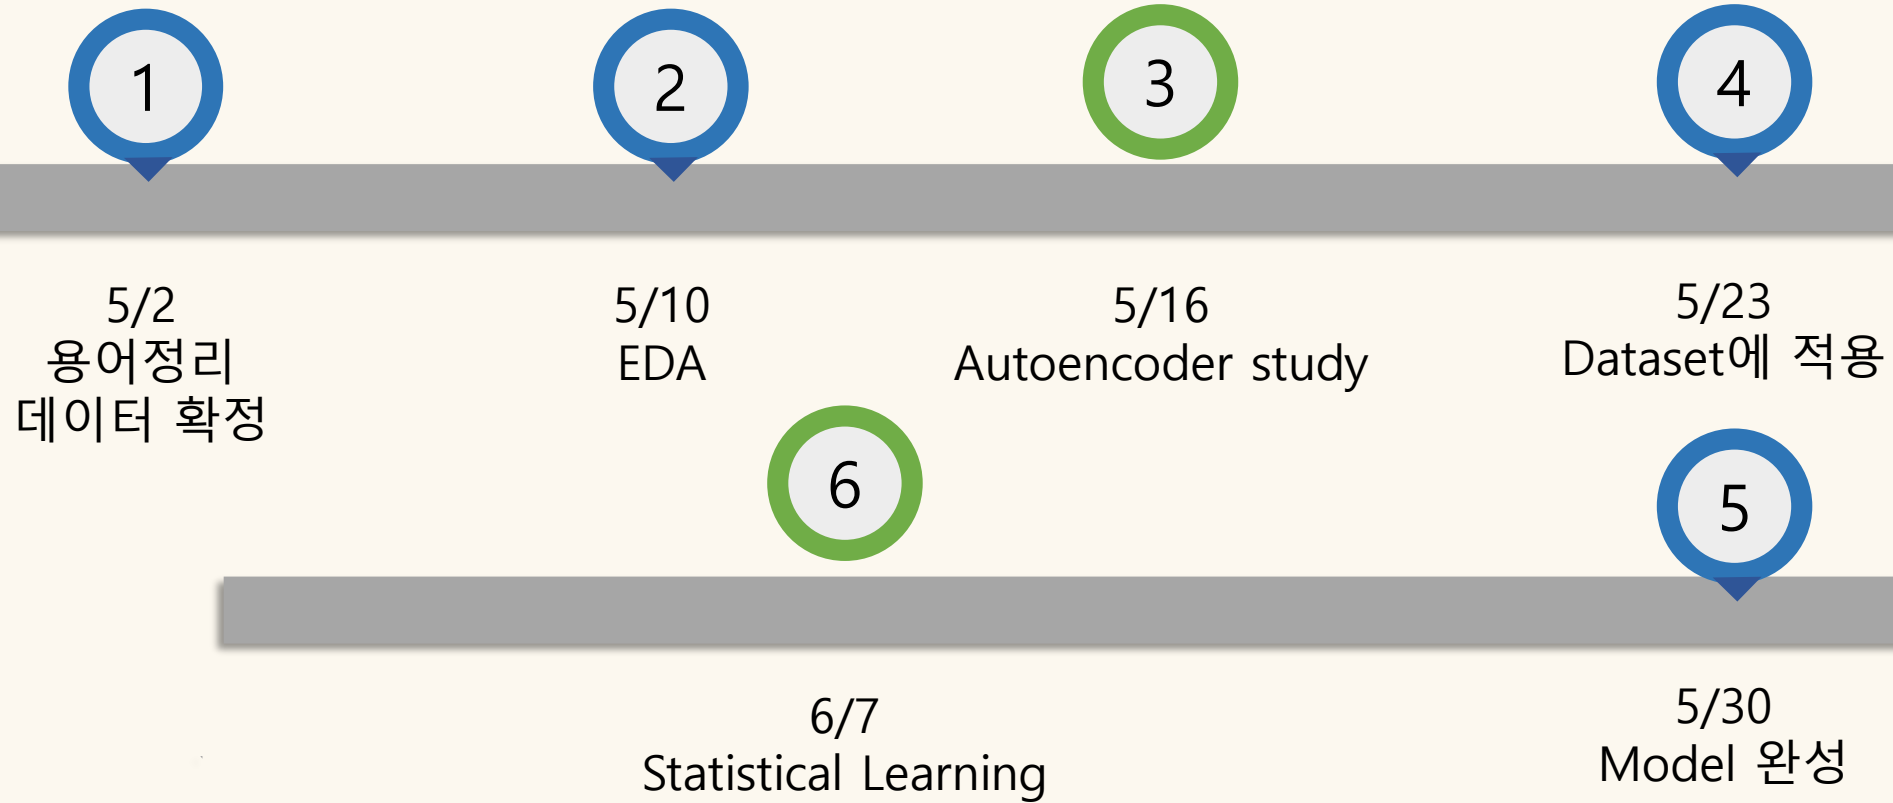 1
2
3
4
5/2
용어정리
데이터 확정
5/10
EDA
5/16
Autoencoder study
5/23
Dataset에 적용
6
5
6/7
Statistical Learning
5/30
Model 완성